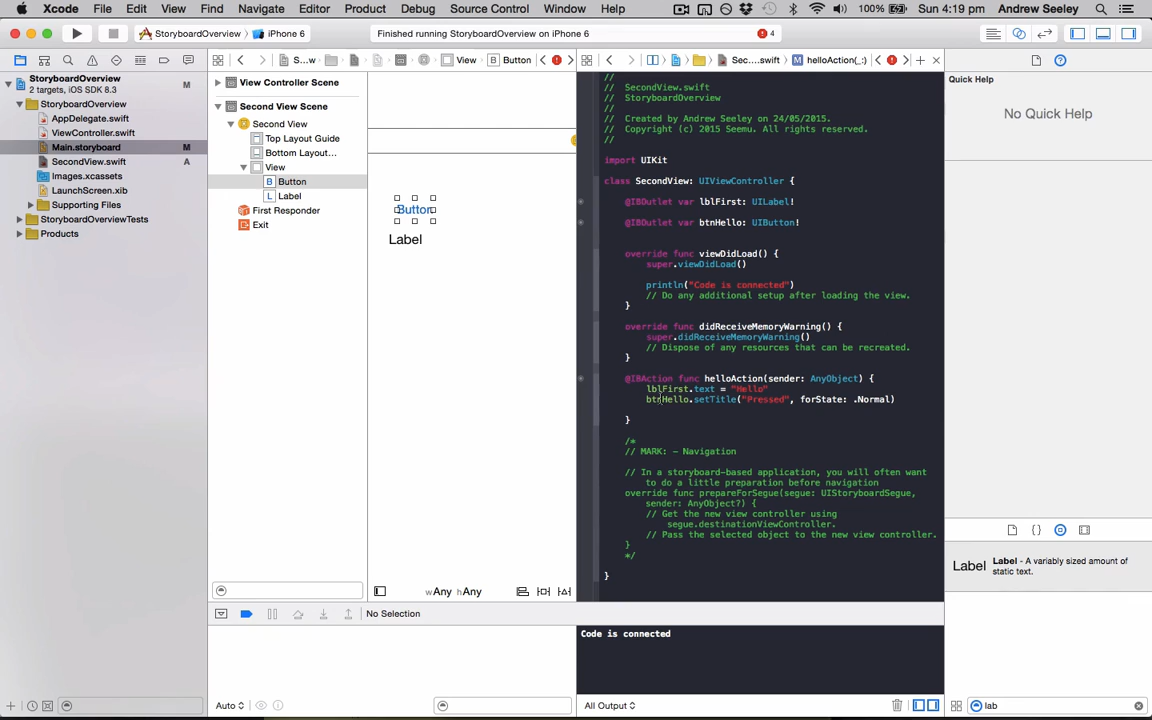 Xcode File Edit View Find Navigate Editor Product Debug Source Control Window Help 100% Sun 4:19 pm Andrew Seeley
StoryboardOverview iPhone 6 Finished running StoryboardOverview on iPhone 6 4
StoryboardOverview
2 targets, iOS SDK 8.3
M
StoryboardOverview
AppDelegate.swift
ViewController.swift
Main.storyboard M
SecondView.swift A
Images.xcassets
LaunchScreen.xib
Supporting Files
StoryboardOverviewTests
Products
S...w View B Button
View Controller Scene
Second View Scene
Second View
Top Layout Guide
Bottom Layout...
View
B Button
L Label
First Responder
Exit
Button
Label
wAny hAny
Sec....swift M helloAction(_:)
//
// SecondView.swift
// StoryboardOverview
//
// Created by Andrew Seeley on 24/05/2015.
// Copyright (c) 2015 Seemu. All rights reserved.
//
import UIKit
class SecondView: UIViewController {
@IBOutlet var lblFirst: UILabel!
@IBOutlet var btnHello: UIButton!
override func viewDidLoad() {
super.viewDidLoad()
println("Code is connected")
// Do any additional setup after loading the view.
}
override func didReceiveMemoryWarning() {
super.didReceiveMemoryWarning()
// Dispose of any resources that can be recreated.
}
@IBAction func helloAction(sender: AnyObject) {
lblFirst.text = "Hello"
btnHello.setTitle("Pressed", forState: .Normal)
}
/*
// MARK: - Navigation
// In a storyboard-based application, you will often want
to do a little preparation before navigation
override func prepareForSegue(segue: UIStoryboardSegue,
sender: AnyObject?) {
// Get the new view controller using
segue.destinationViewController.
// Pass the selected object to the new view controller.
}
*/
}
Quick Help
No Quick Help
Label Label - A variably sized amount of
static text.
No Selection
Code is connected
Auto
All Output
lab